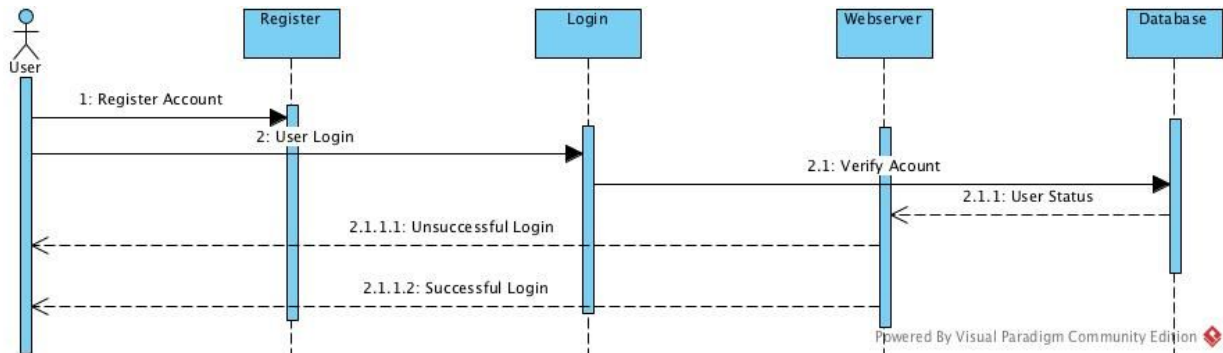 Register
Login
Webserver
Database
User
1: Register Account
2: User Login
2.1: Verify Acount
2.1.1: User Status
2.1.1.1: Unsuccessful Login
2.1.1.2: Successful Login
Powered By Visual Paradigm Community Edition